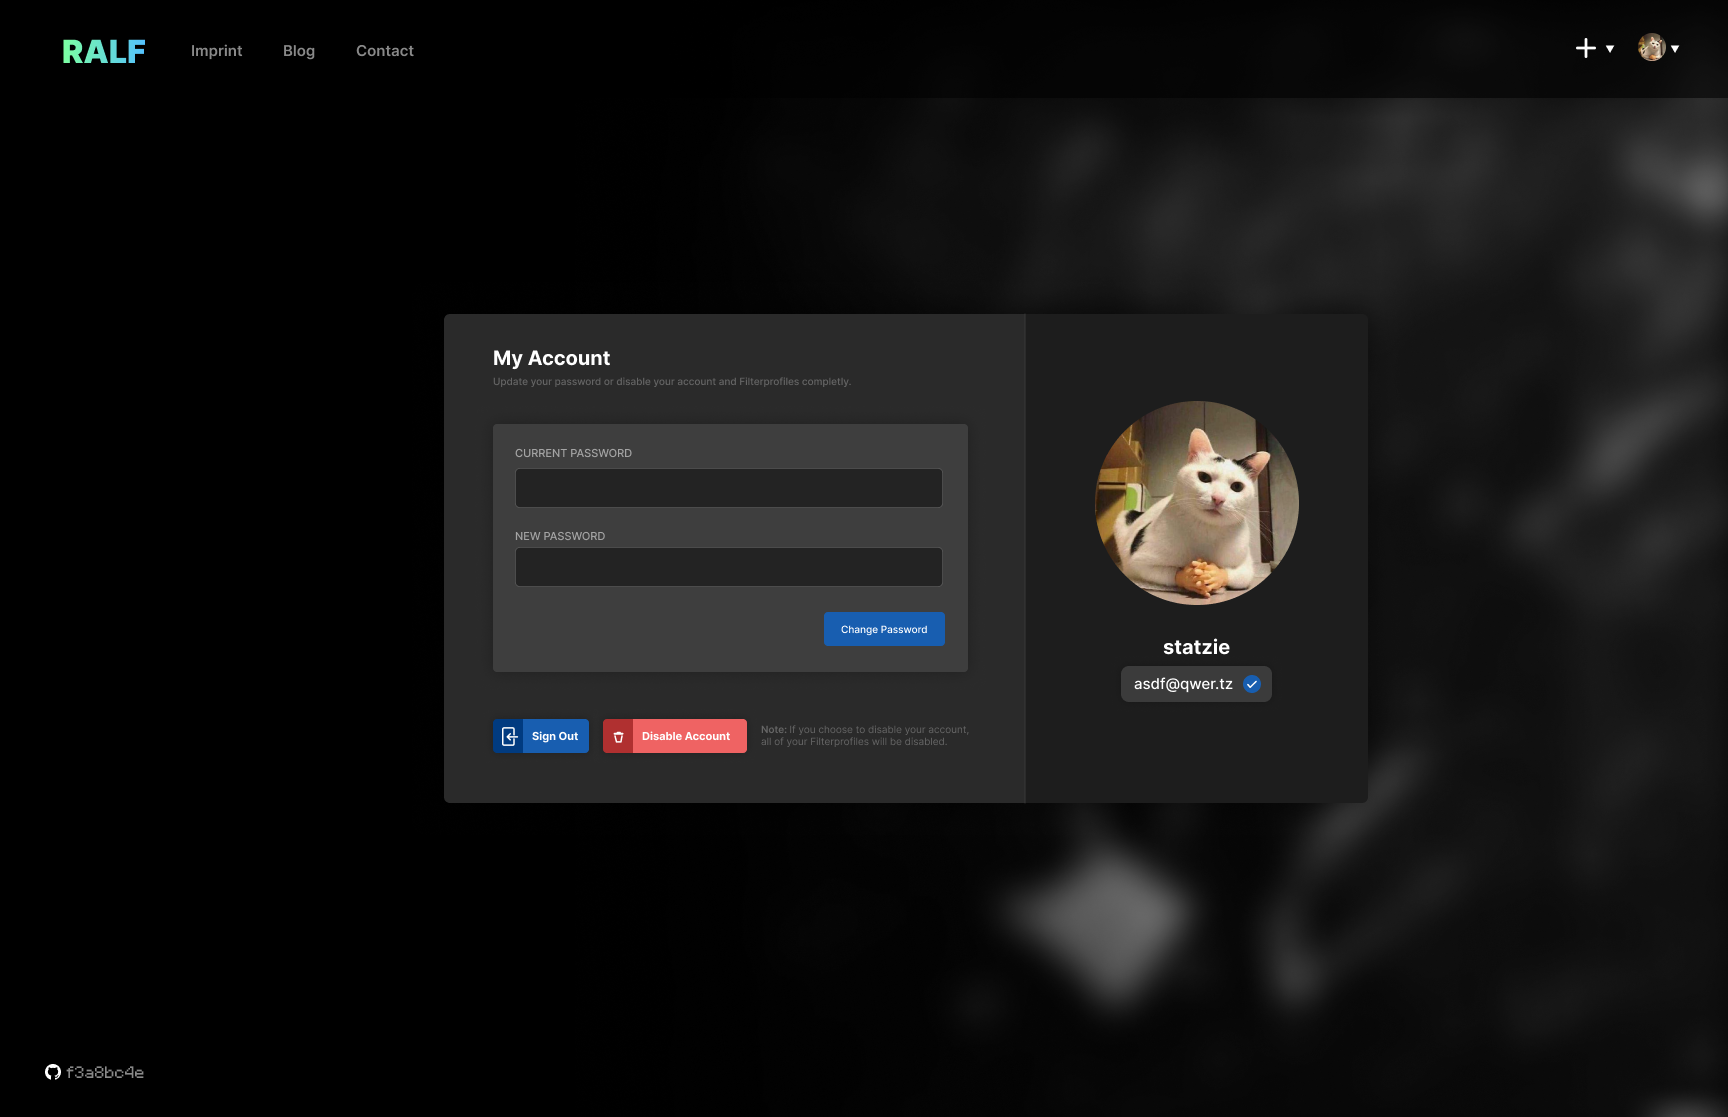 RALF
Imprint
Blog
Contact
My Account
Update your password or disable your account and Filterprofiles completly.
CURRENT PASSWORD
NEW PASSWORD
Change Password
Sign Out
Disable Account
Note: If you choose to disable your account,
all of your Filterprofiles will be disabled.
statzie
asdf@qwer.tz
f3a8bc4e